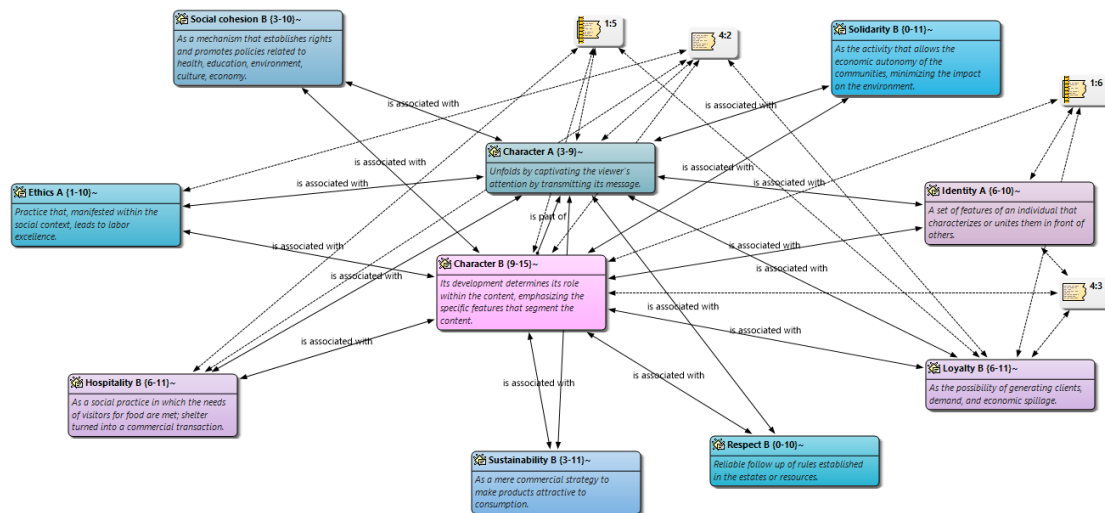 Social cohesion B {3-10}~
As a mechanism that establishes rights
and promotes policies related to
health, education, environment,
culture, economy.
1:5
4:2
Solidarity B {0-11}~
As the activity that allows the
economic autonomy of the
communities, minimizing the impact
on the environment.
1:6
is associated with
is associated with
Character A {3-9}~
Unfolds by captivating the viewer's
attention by transmitting its message.
is associated with
is associated with
is associated with
is associated with
Ethics A {1-10}~
Practice that, manifested within the
social context, leads to labor
excellence.
Identity A {6-10}~
A set of features of an individual that
characterizes or unites them in front of
others.
is part of
is associated with
is associated with
Character B {9-15}~
Its development determines its role
within the content, emphasizing the
specific features that segment the
content.
is associated with
is associated with
4:3
is associated with
is associated with
Hospitality B {6-11}~
As a social practice in which the needs
of visitors for food are met; shelter
turned into a commercial transaction.
Loyalty B {6-11}~
As the possibility of generating clients,
demand, and economic spillage.
is associated with
is associated with
is associated with
Sustainability B {3-11}~
As a mere commercial strategy to
make products attractive to
consumption.
Respect B {0-10}~
Reliable follow up of rules established
in the estates or resources.